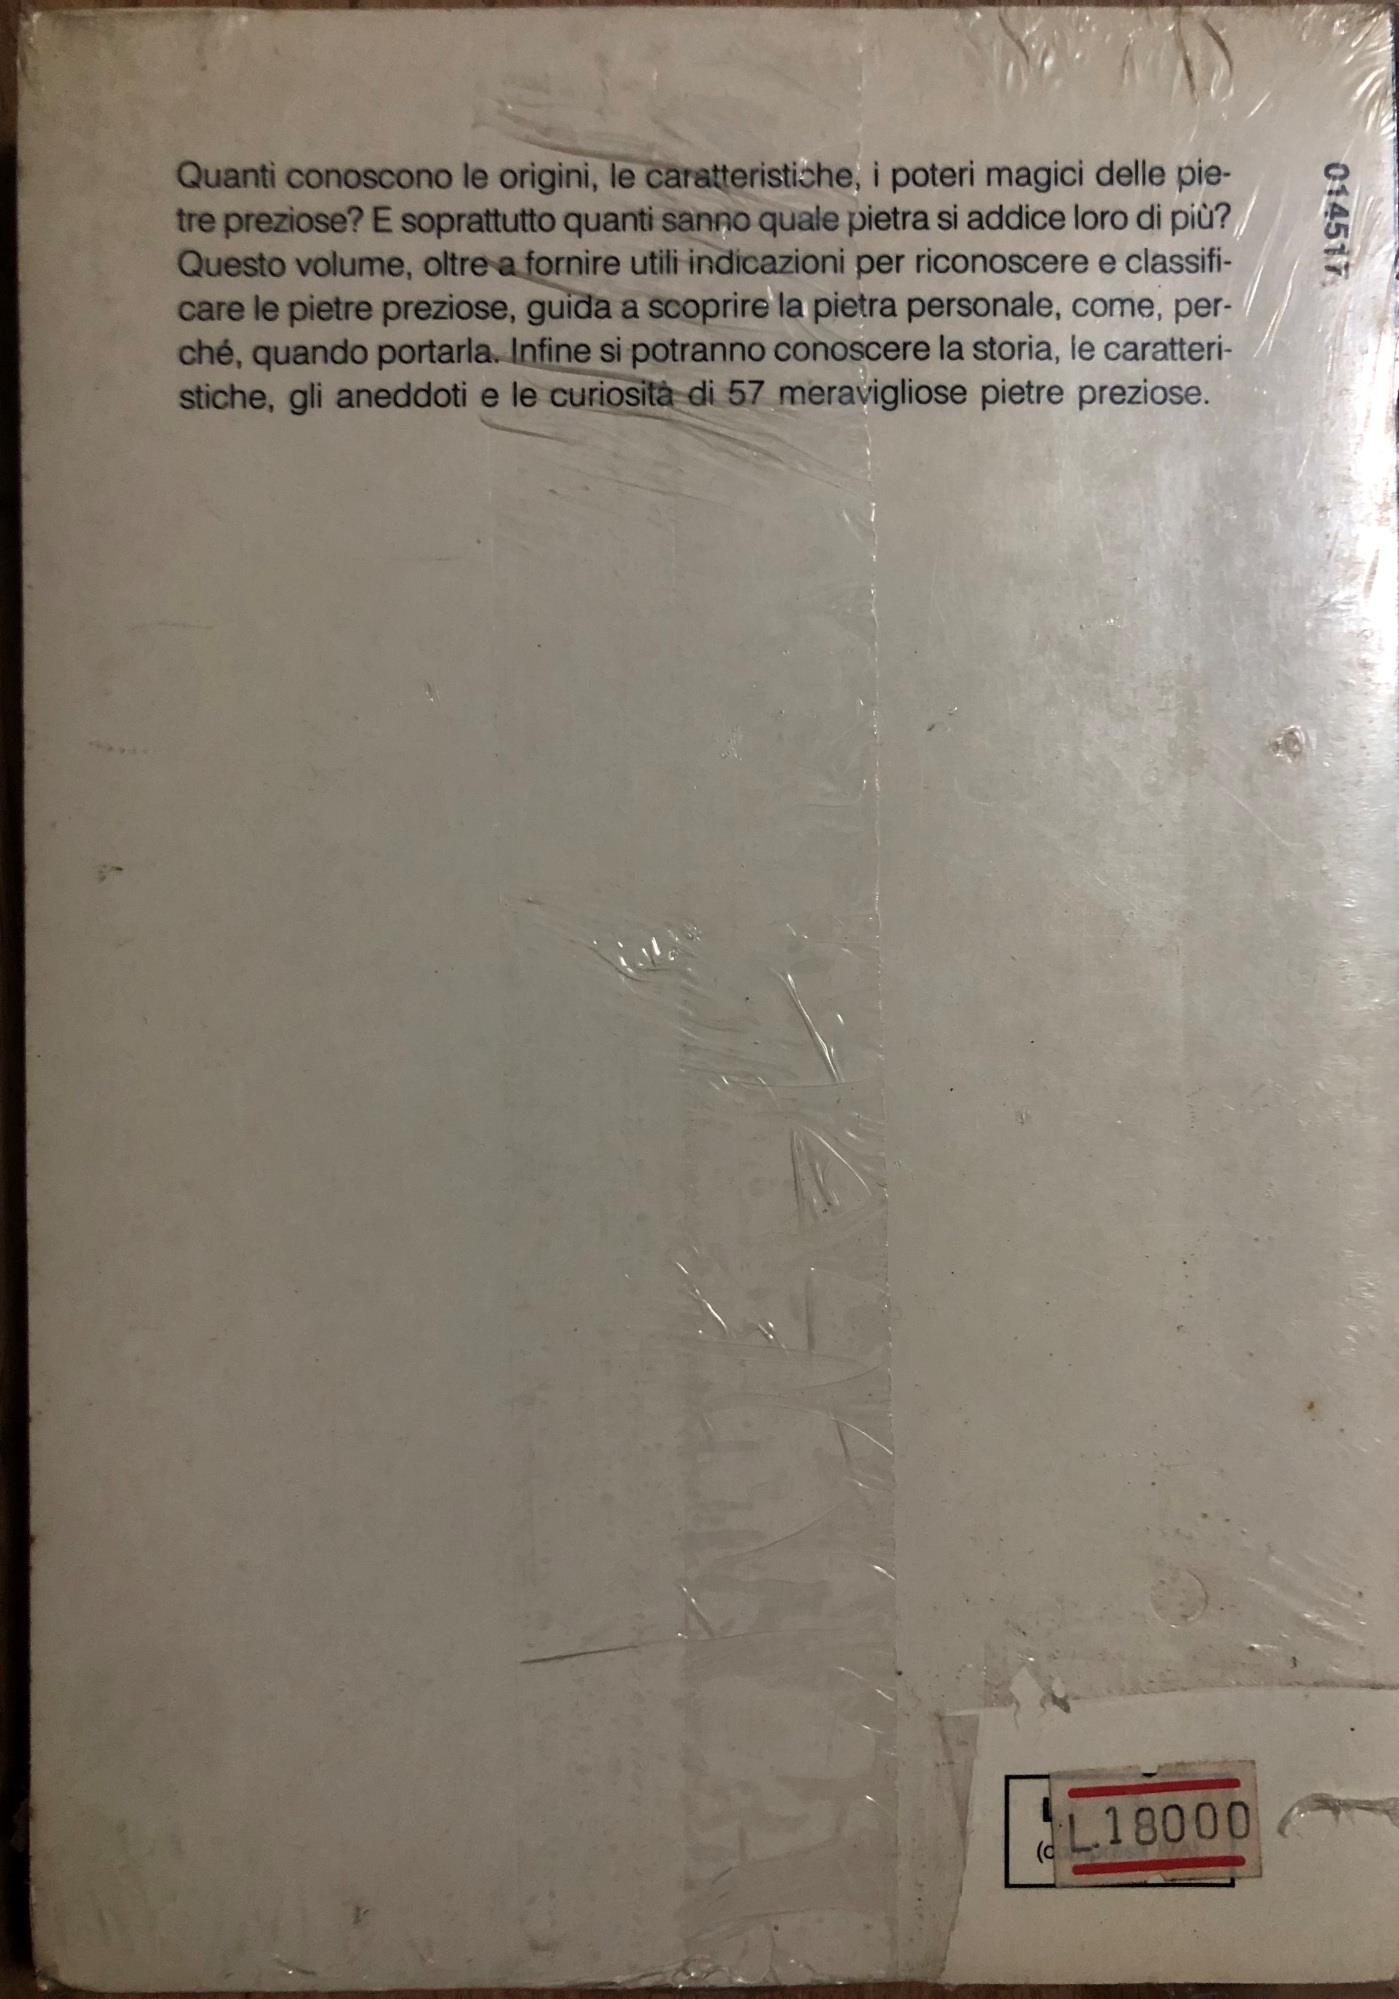 Quanti conoscono le origini, le caratteristiche, i poteri magici delle pie-
tre preziose? E soprattutto quanti sanno quale pietra si addice loro di più?
Questo volume, oltre a fornire utili indicazioni per riconoscere e classifi-
care le pietre preziose, guida a scoprire la pietra personale, come, per-
ché, quando portarla. Infine si potranno conoscere la storia, le caratteri-
stiche, gli aneddoti e le curiosità di 57 meravigliose pietre preziose.
014517
L.18000